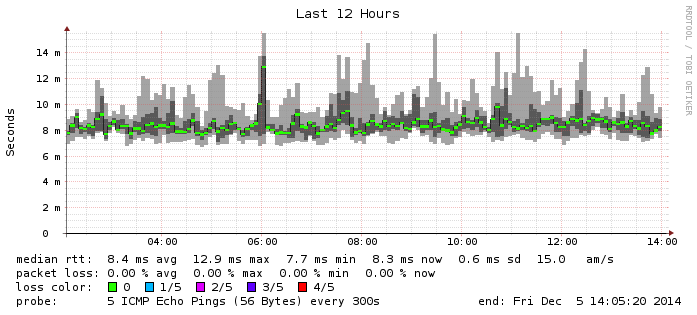 Last 12 Hours
RRDTOOL / TOBI OETIKER
Seconds
14 m
12 m
10 m
8 m
6 m
4 m
2 m
0
04:00 06:00 08:00 10:00 12:00 14:00
median rtt: 8.4 ms avg 12.9 ms max 7.7 ms min 8.3 ms now 0.6 ms sd 15.0 am/s
packet loss: 0.00 % avg 0.00 % max 0.00 % min 0.00 % now
loss color: 0 1/5 2/5 3/5 4/5
probe: 5 ICMP Echo Pings (56 Bytes) every 300s end: Fri Dec 5 14:05:20 2014